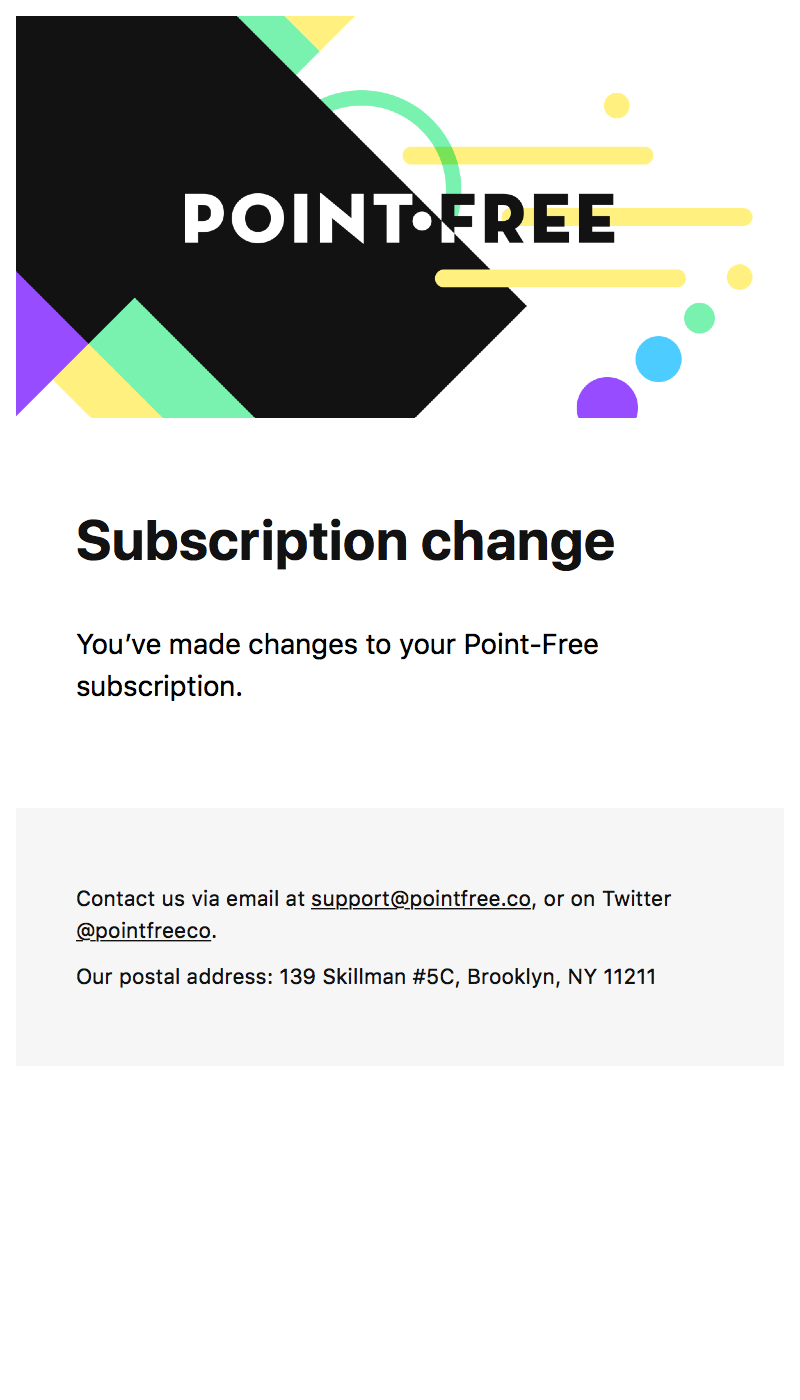 POINT•FREE
Subscription change
You’ve made changes to your Point-Free
subscription.
Contact us via email at support@pointfree.co, or on Twitter
@pointfreeco.
Our postal address: 139 Skillman #5C, Brooklyn, NY 11211